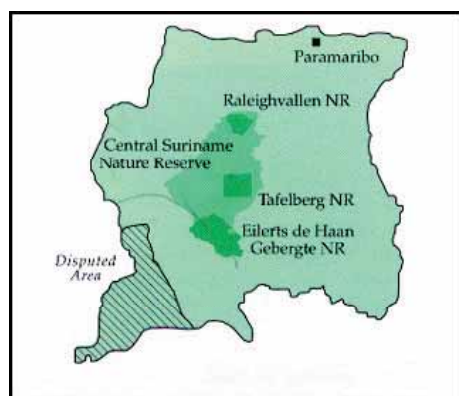 Paramaribo
Raleighvallen NR
Central Suriname
Nature Reserve
Tafelberg NR
Eilerts de Haan
Gebergte NR
Disputed
Area